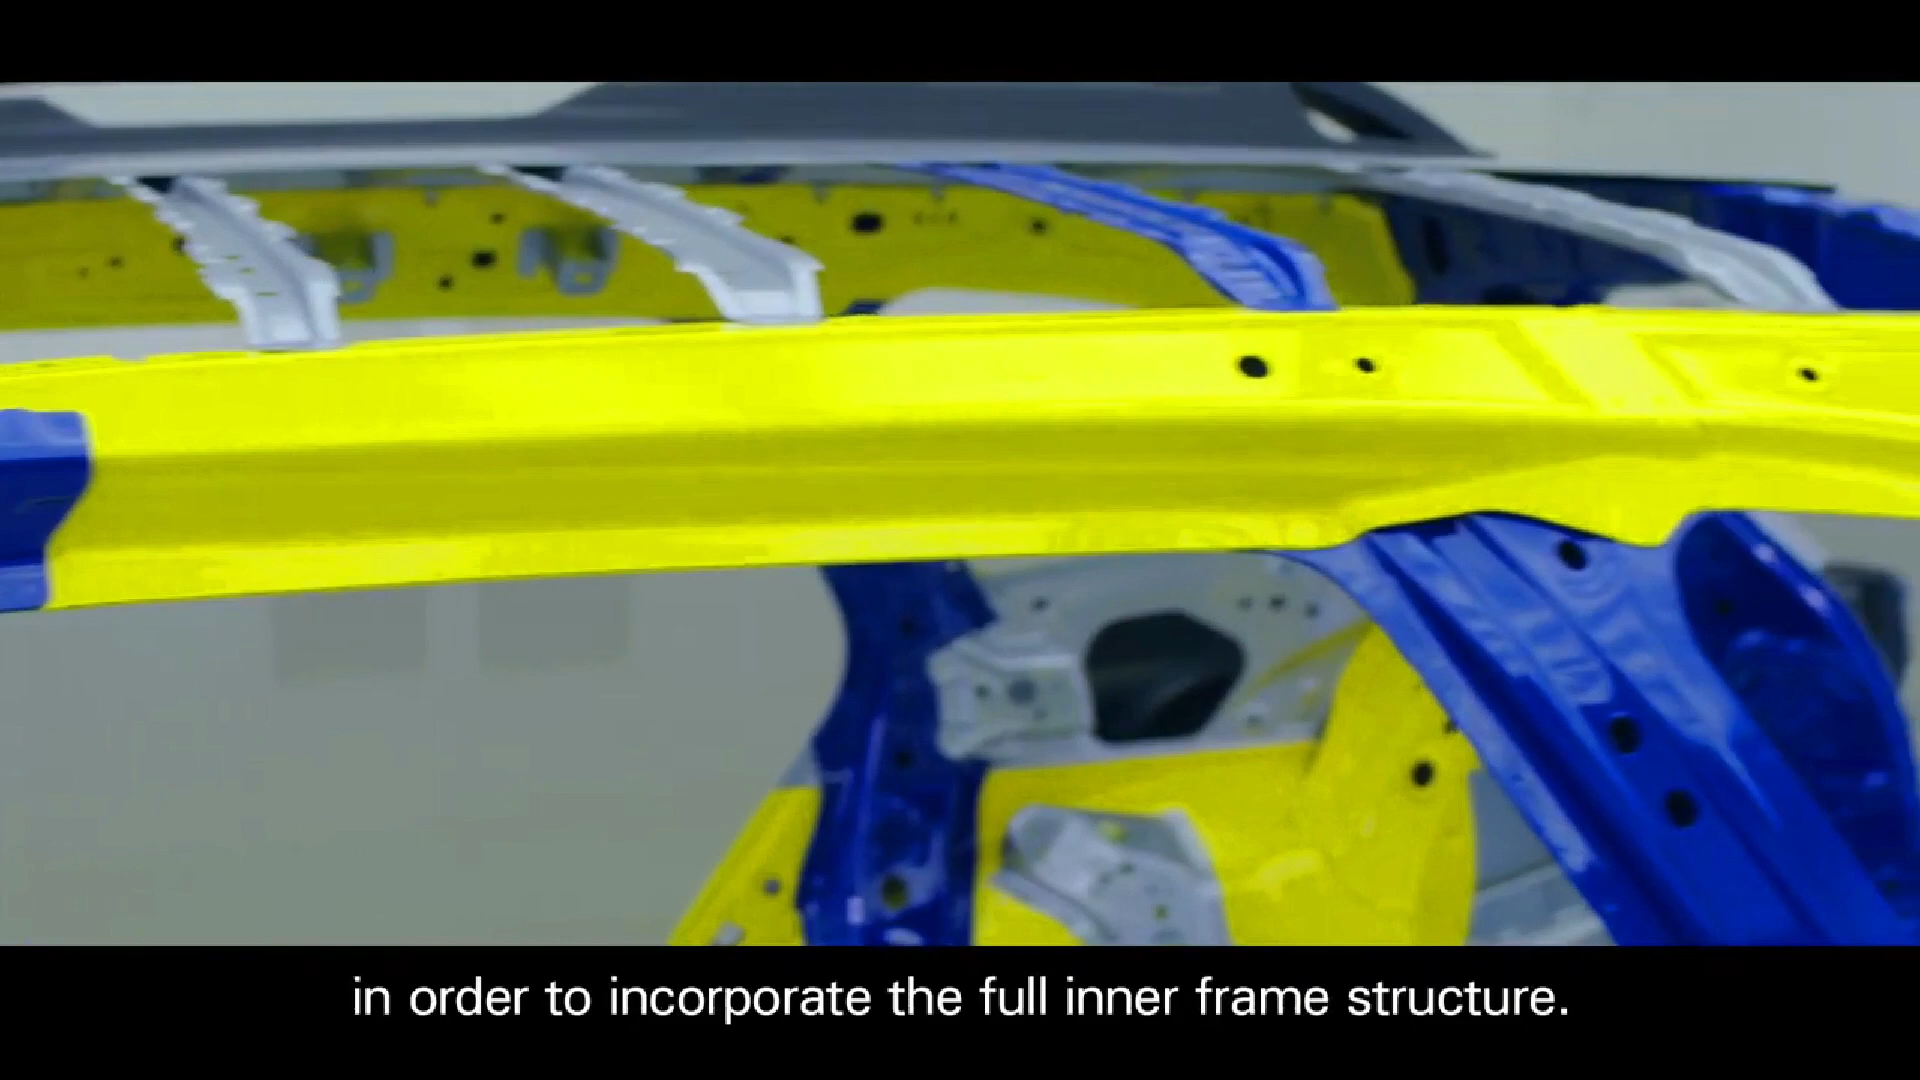 in order to incorporate the full inner frame structure.